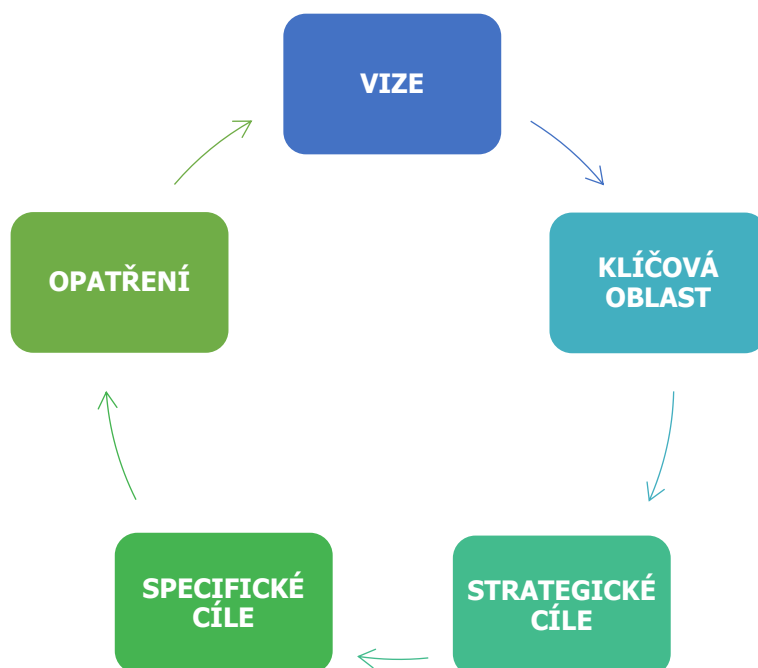 VIZE
KLÍČOVÁ
OBLAST
STRATEGICKÉ
CÍLE
SPECIFICKÉ
CÍLE
OPATŘENÍ